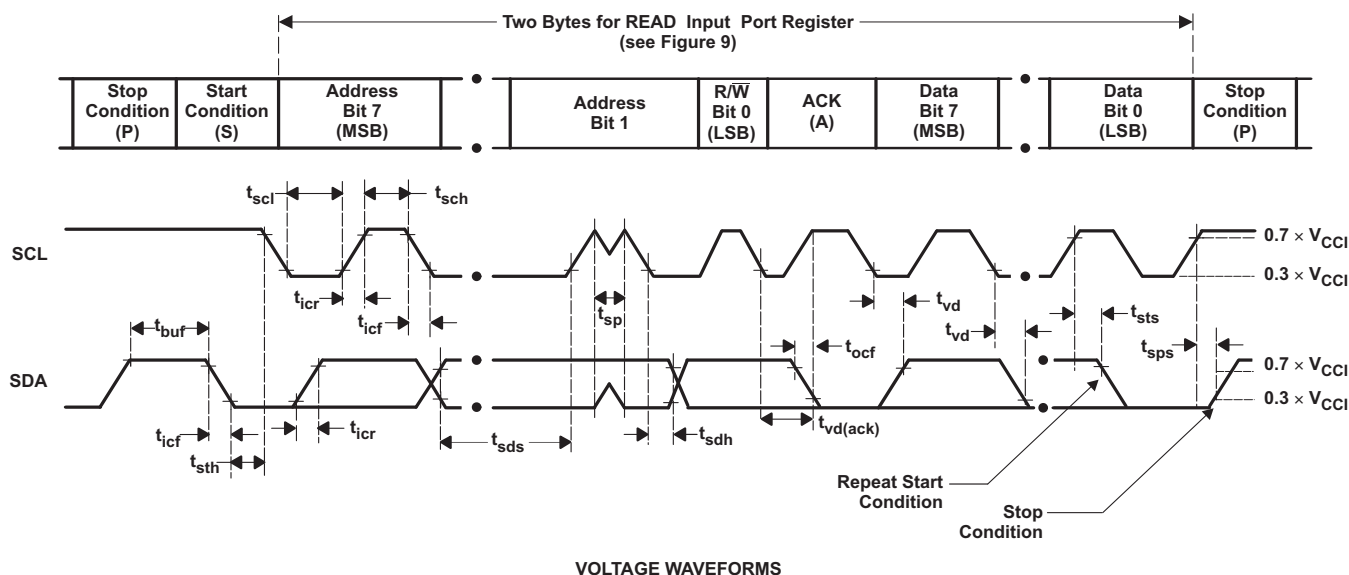 Two Bytes for READ Input Port Register
(see Figure 9)
Stop
Condition
(P)
Start
Condition
(S)
Address
Bit 7
(MSB)
Address
Bit 1
R/W̅
Bit 0
(LSB)
ACK
(A)
Data
Bit 7
(MSB)
Data
Bit 0
(LSB)
Stop
Condition
(P)
tscl
tsch
SCL
0.7 × VCCI
0.3 × VCCI
ticr
ticf
tsp
tvd
tvd
tsts
tbuf
tocf
tsps
SDA
0.7 × VCCI
0.3 × VCCI
ticf
ticr
tsth
tsds
tsdh
tvd(ack)
Repeat Start
Condition
Stop
Condition
VOLTAGE WAVEFORMS